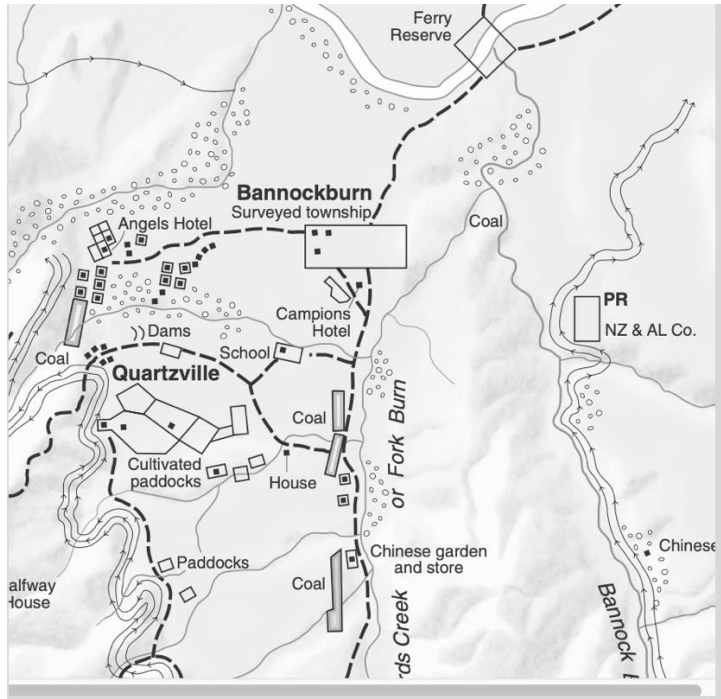 Ferry
Reserve
Bannockburn
Surveyed township
Angels Hotel
Coal
PR
NZ & AL Co.
Campions
Hotel
Dams
School
Coal
Quartzville
Coal
or Fork Burn
Cultivated
paddocks
House
Chinese garden
and store
Chinese
Paddocks
Coal
alfway
House
rds Creek
Bannock